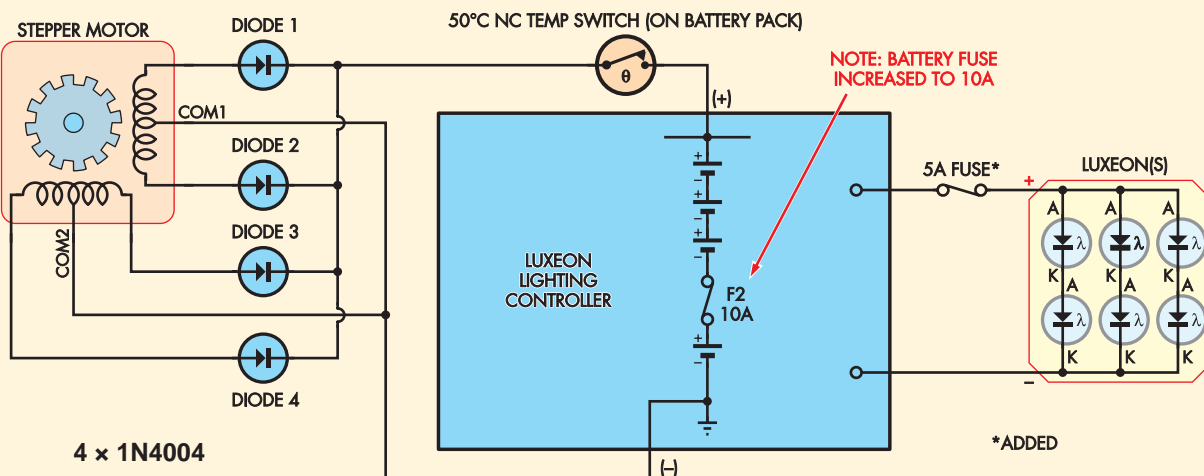 50°C NC TEMP SWITCH (ON BATTERY PACK)
STEPPER MOTOR
DIODE 1
θ
NOTE: BATTERY FUSE
INCREASED TO 10A
(+)
COM1
DIODE 2
5A FUSE*
LUXEON(S)
+
+
–
+
–
+
–
A
A
A
λ
λ
λ
K
K
K
DIODE 3
COM2
LUXEON
LIGHTING
CONTROLLER
F2
10A
A
A
A
λ
λ
λ
K
K
K
+
–
–
DIODE 4
4 × 1N4004
*ADDED
(–)